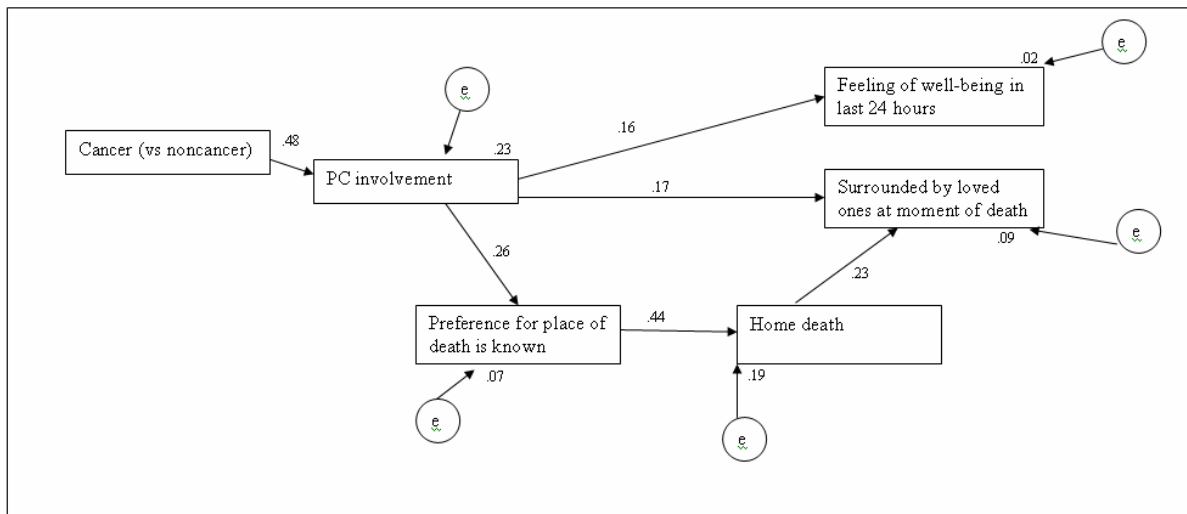 e
.02
e
Feeling of well-being in
last 24 hours
.16
Cancer (vs noncancer)
.48
.23
PC involvement
.17
Surrounded by loved
ones at moment of death
e
.09
.26
.23
Preference for place of
death is known
.44
Home death
.07
.19
e
e